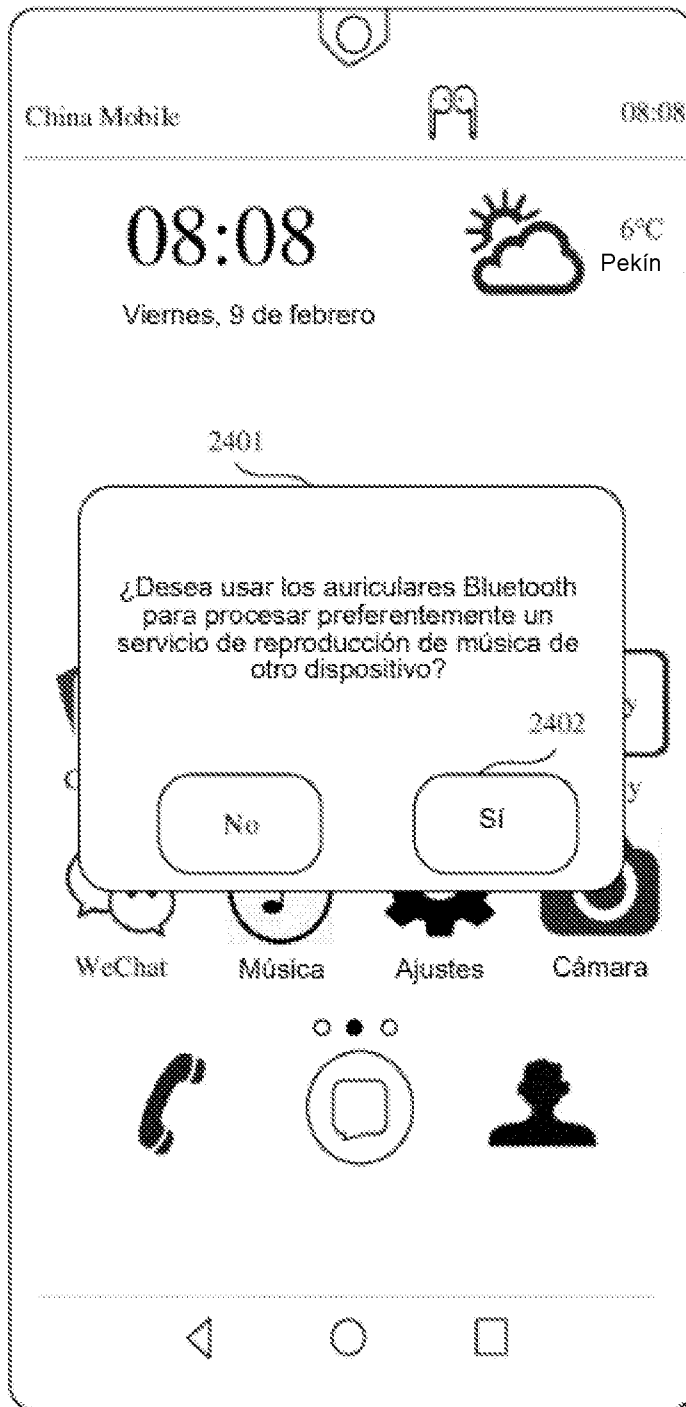 China Mobile 08:08
08:08
6°C
Pekín
Viernes, 9 de febrero
2401
¿Desea usar los auriculares Bluetooth
para procesar preferentemente un
servicio de reproducción de música de
otro dispositivo?
2402
No Sí
WeChat Música Ajustes Cámara